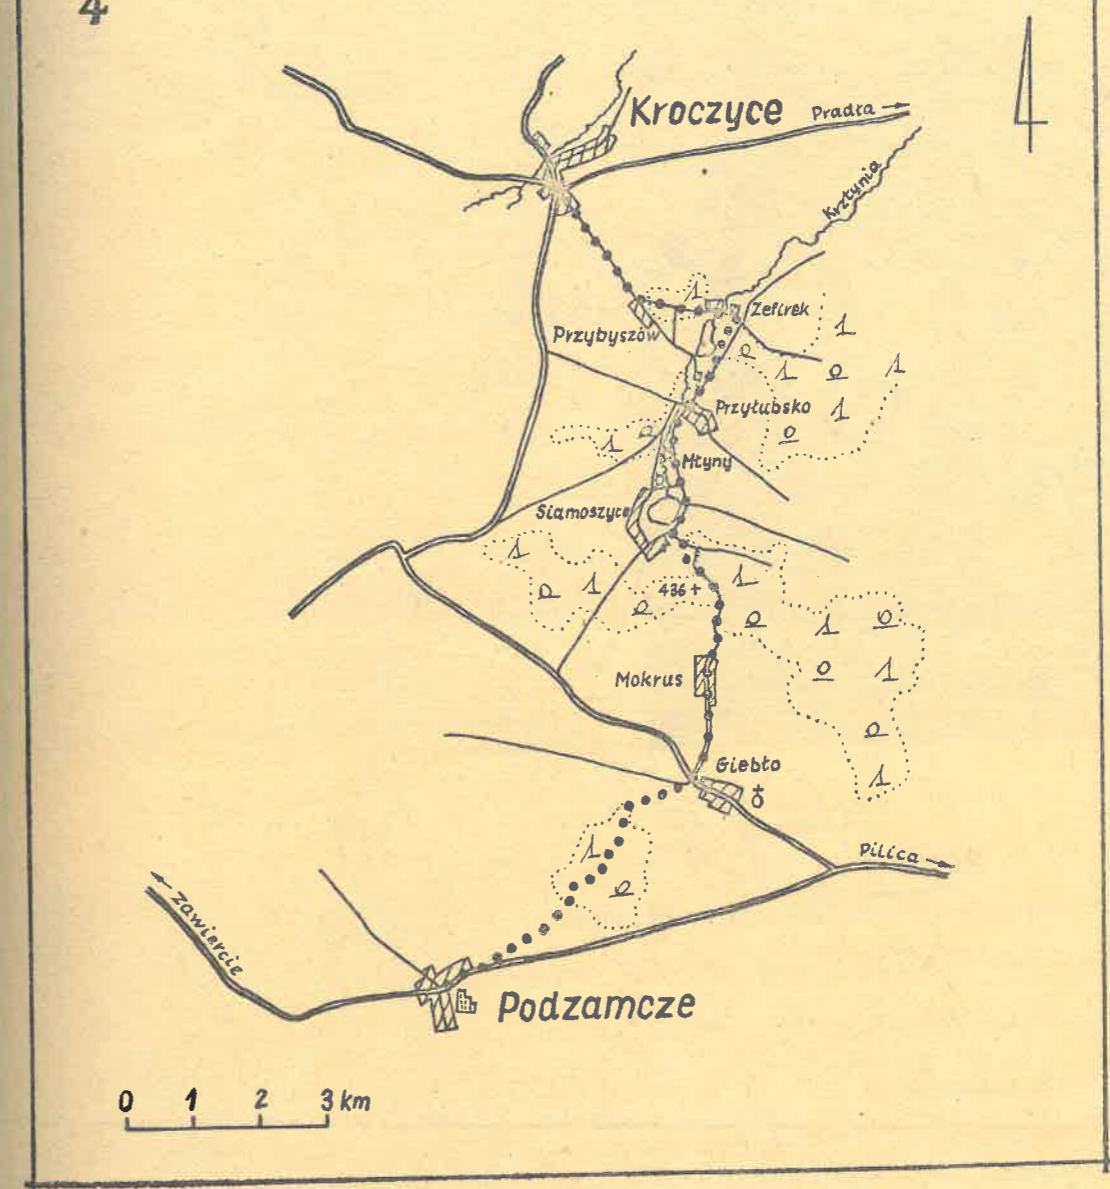 4
Kroczyce
Pradła
Krztynia
Zefirek
Przybyszów
Przyłubsko
Młyny
Siamoszyce
436
Mokrus
Giebło
Pilica
Zawiercie
Podzamcze
0 1 2 3 km